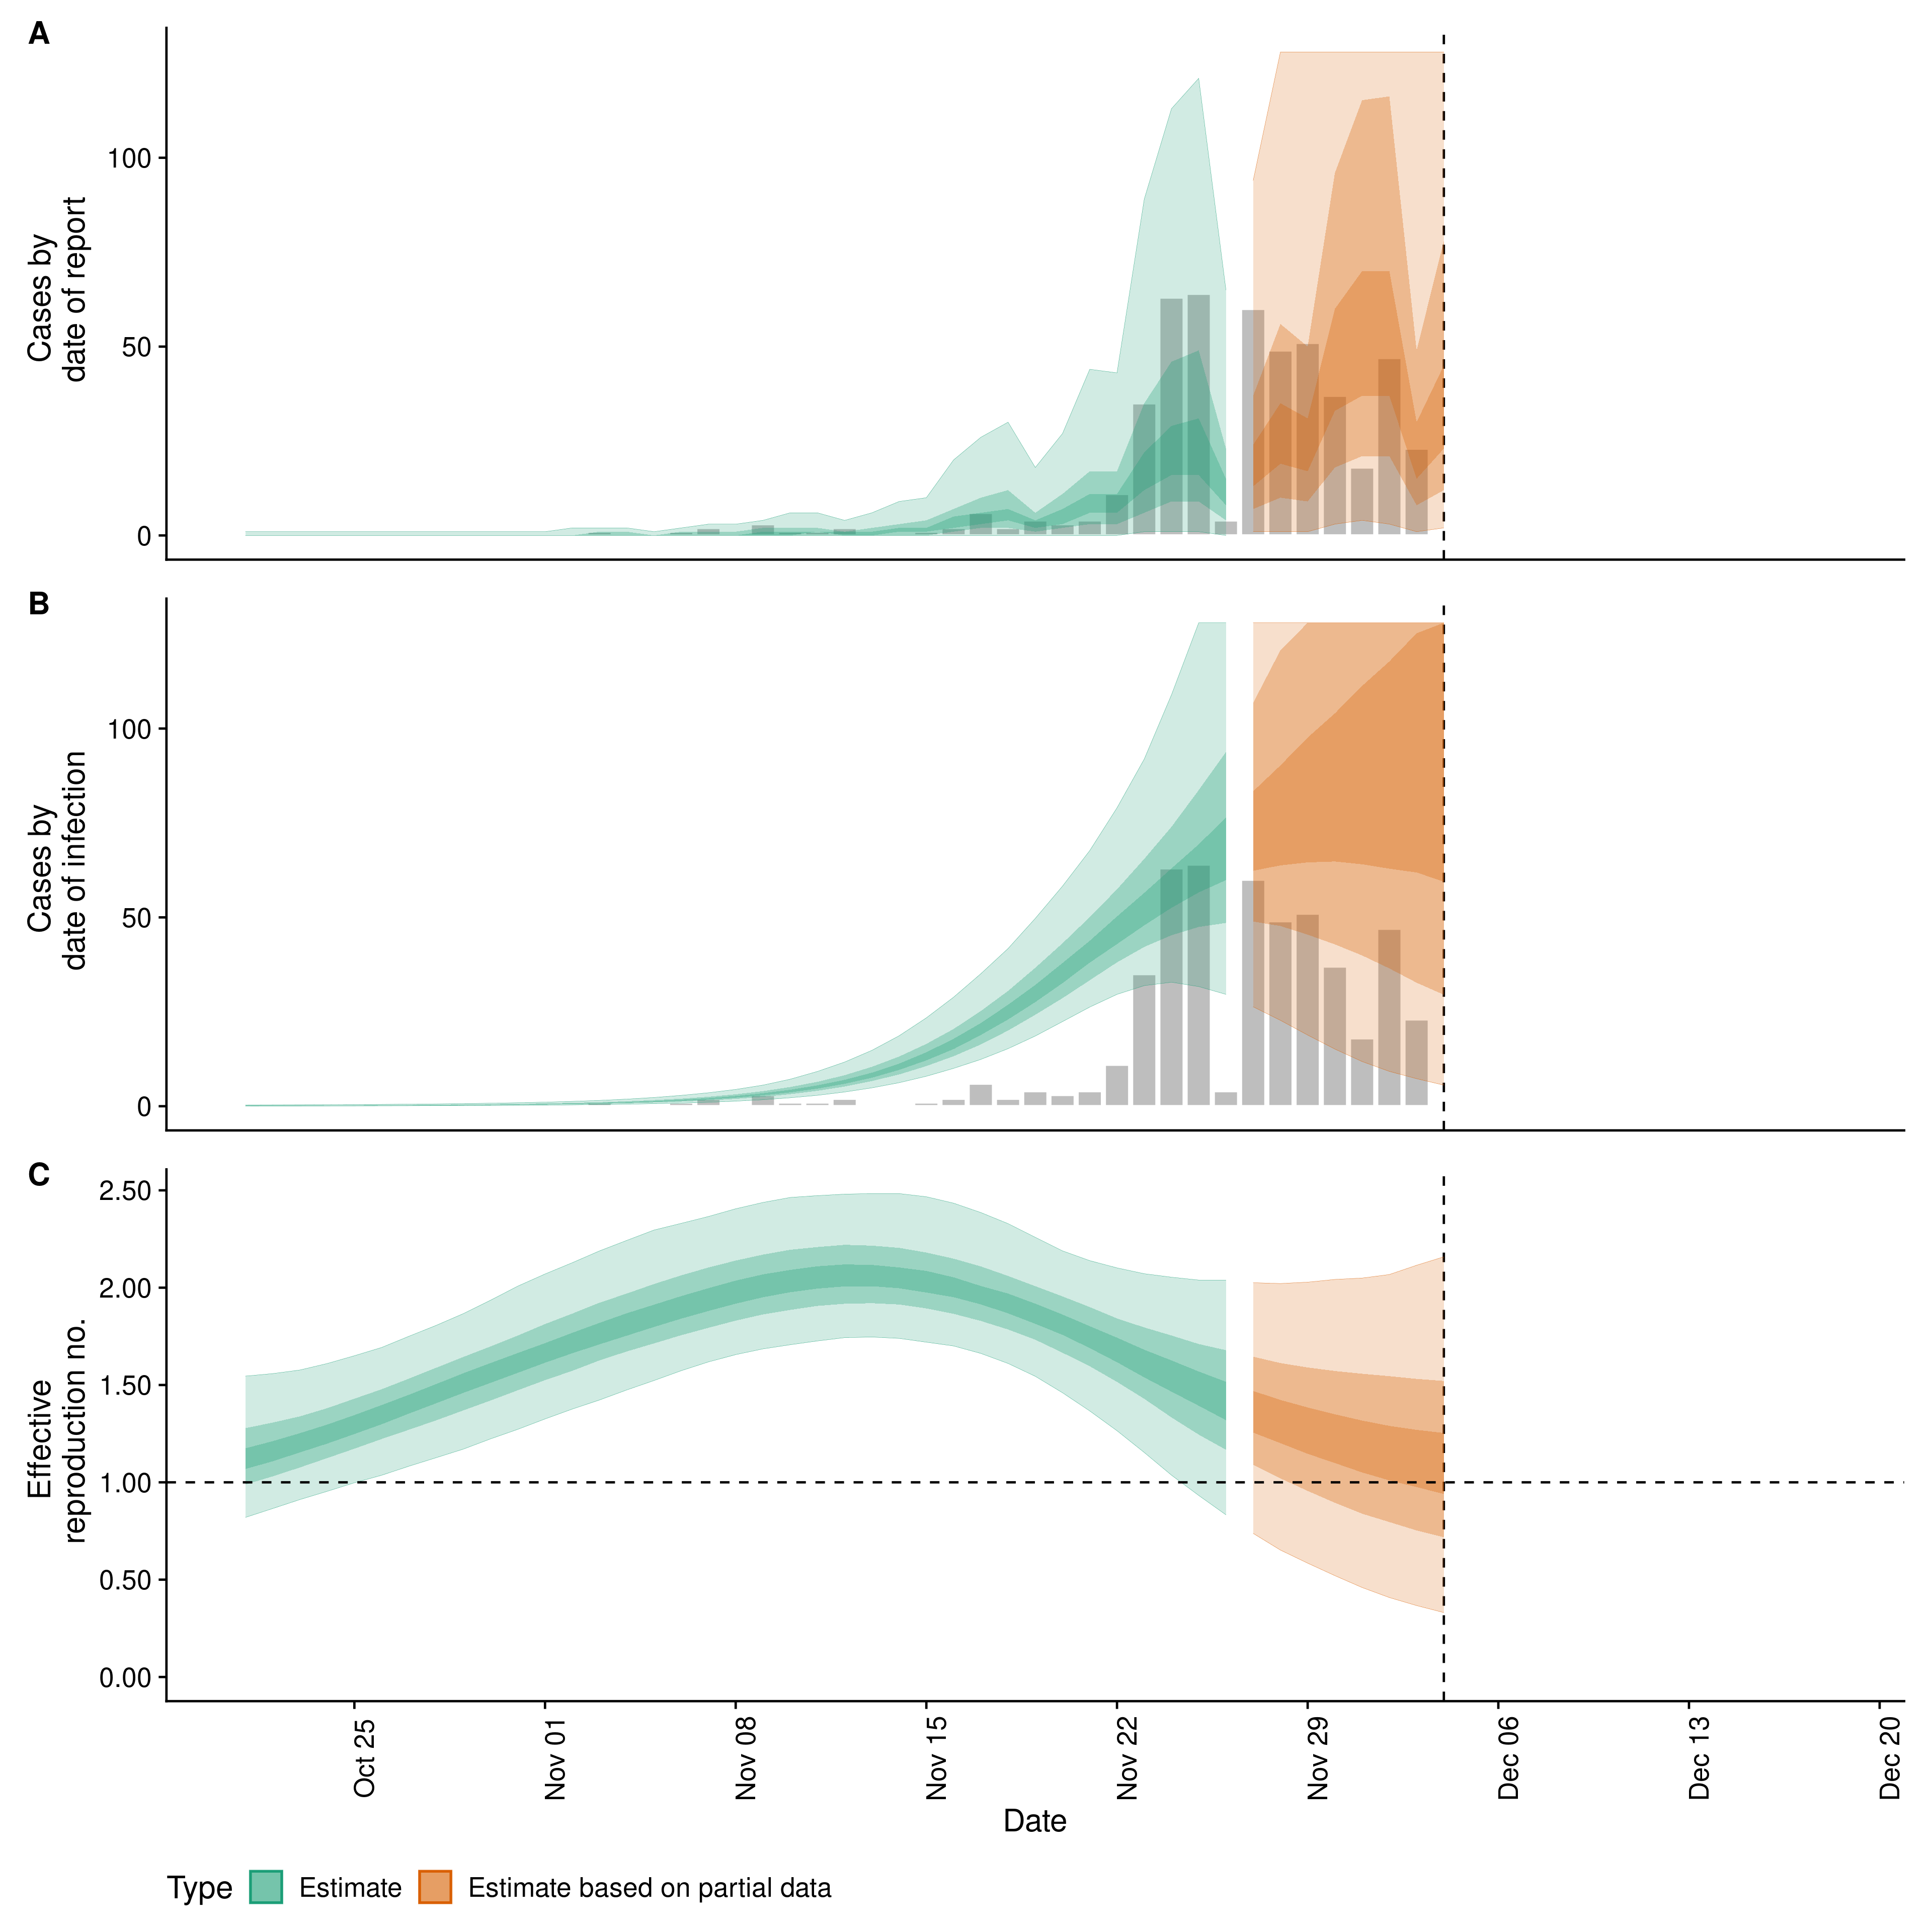 A
Cases by
date of report
100
50
0
B
Cases by
date of infection
100
50
0
C
Effective
reproduction no.
2.50
2.00
1.50
1.00
0.50
0.00
Oct 25
Nov 01
Nov 08
Nov 15
Nov 22
Nov 29
Dec 06
Dec 13
Dec 20
Date
Type
Estimate
Estimate based on partial data